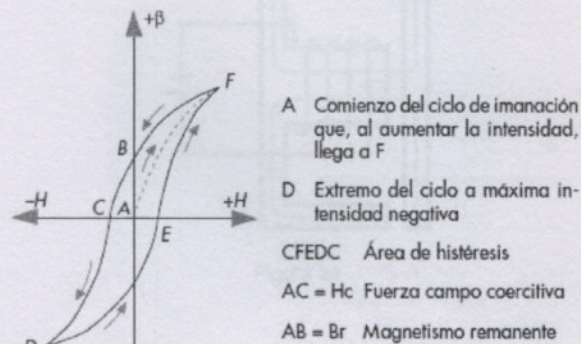 +β
F
B
−H
C
A
+H
E
A Comienzo del ciclo de imanación
que, al aumentar la intensidad,
llega a F
D Extremo del ciclo a máxima in-
tensidad negativa
CFEDC Área de histéresis
AC = Hc Fuerza campo coercitiva
AB = Br Magnetismo remanente